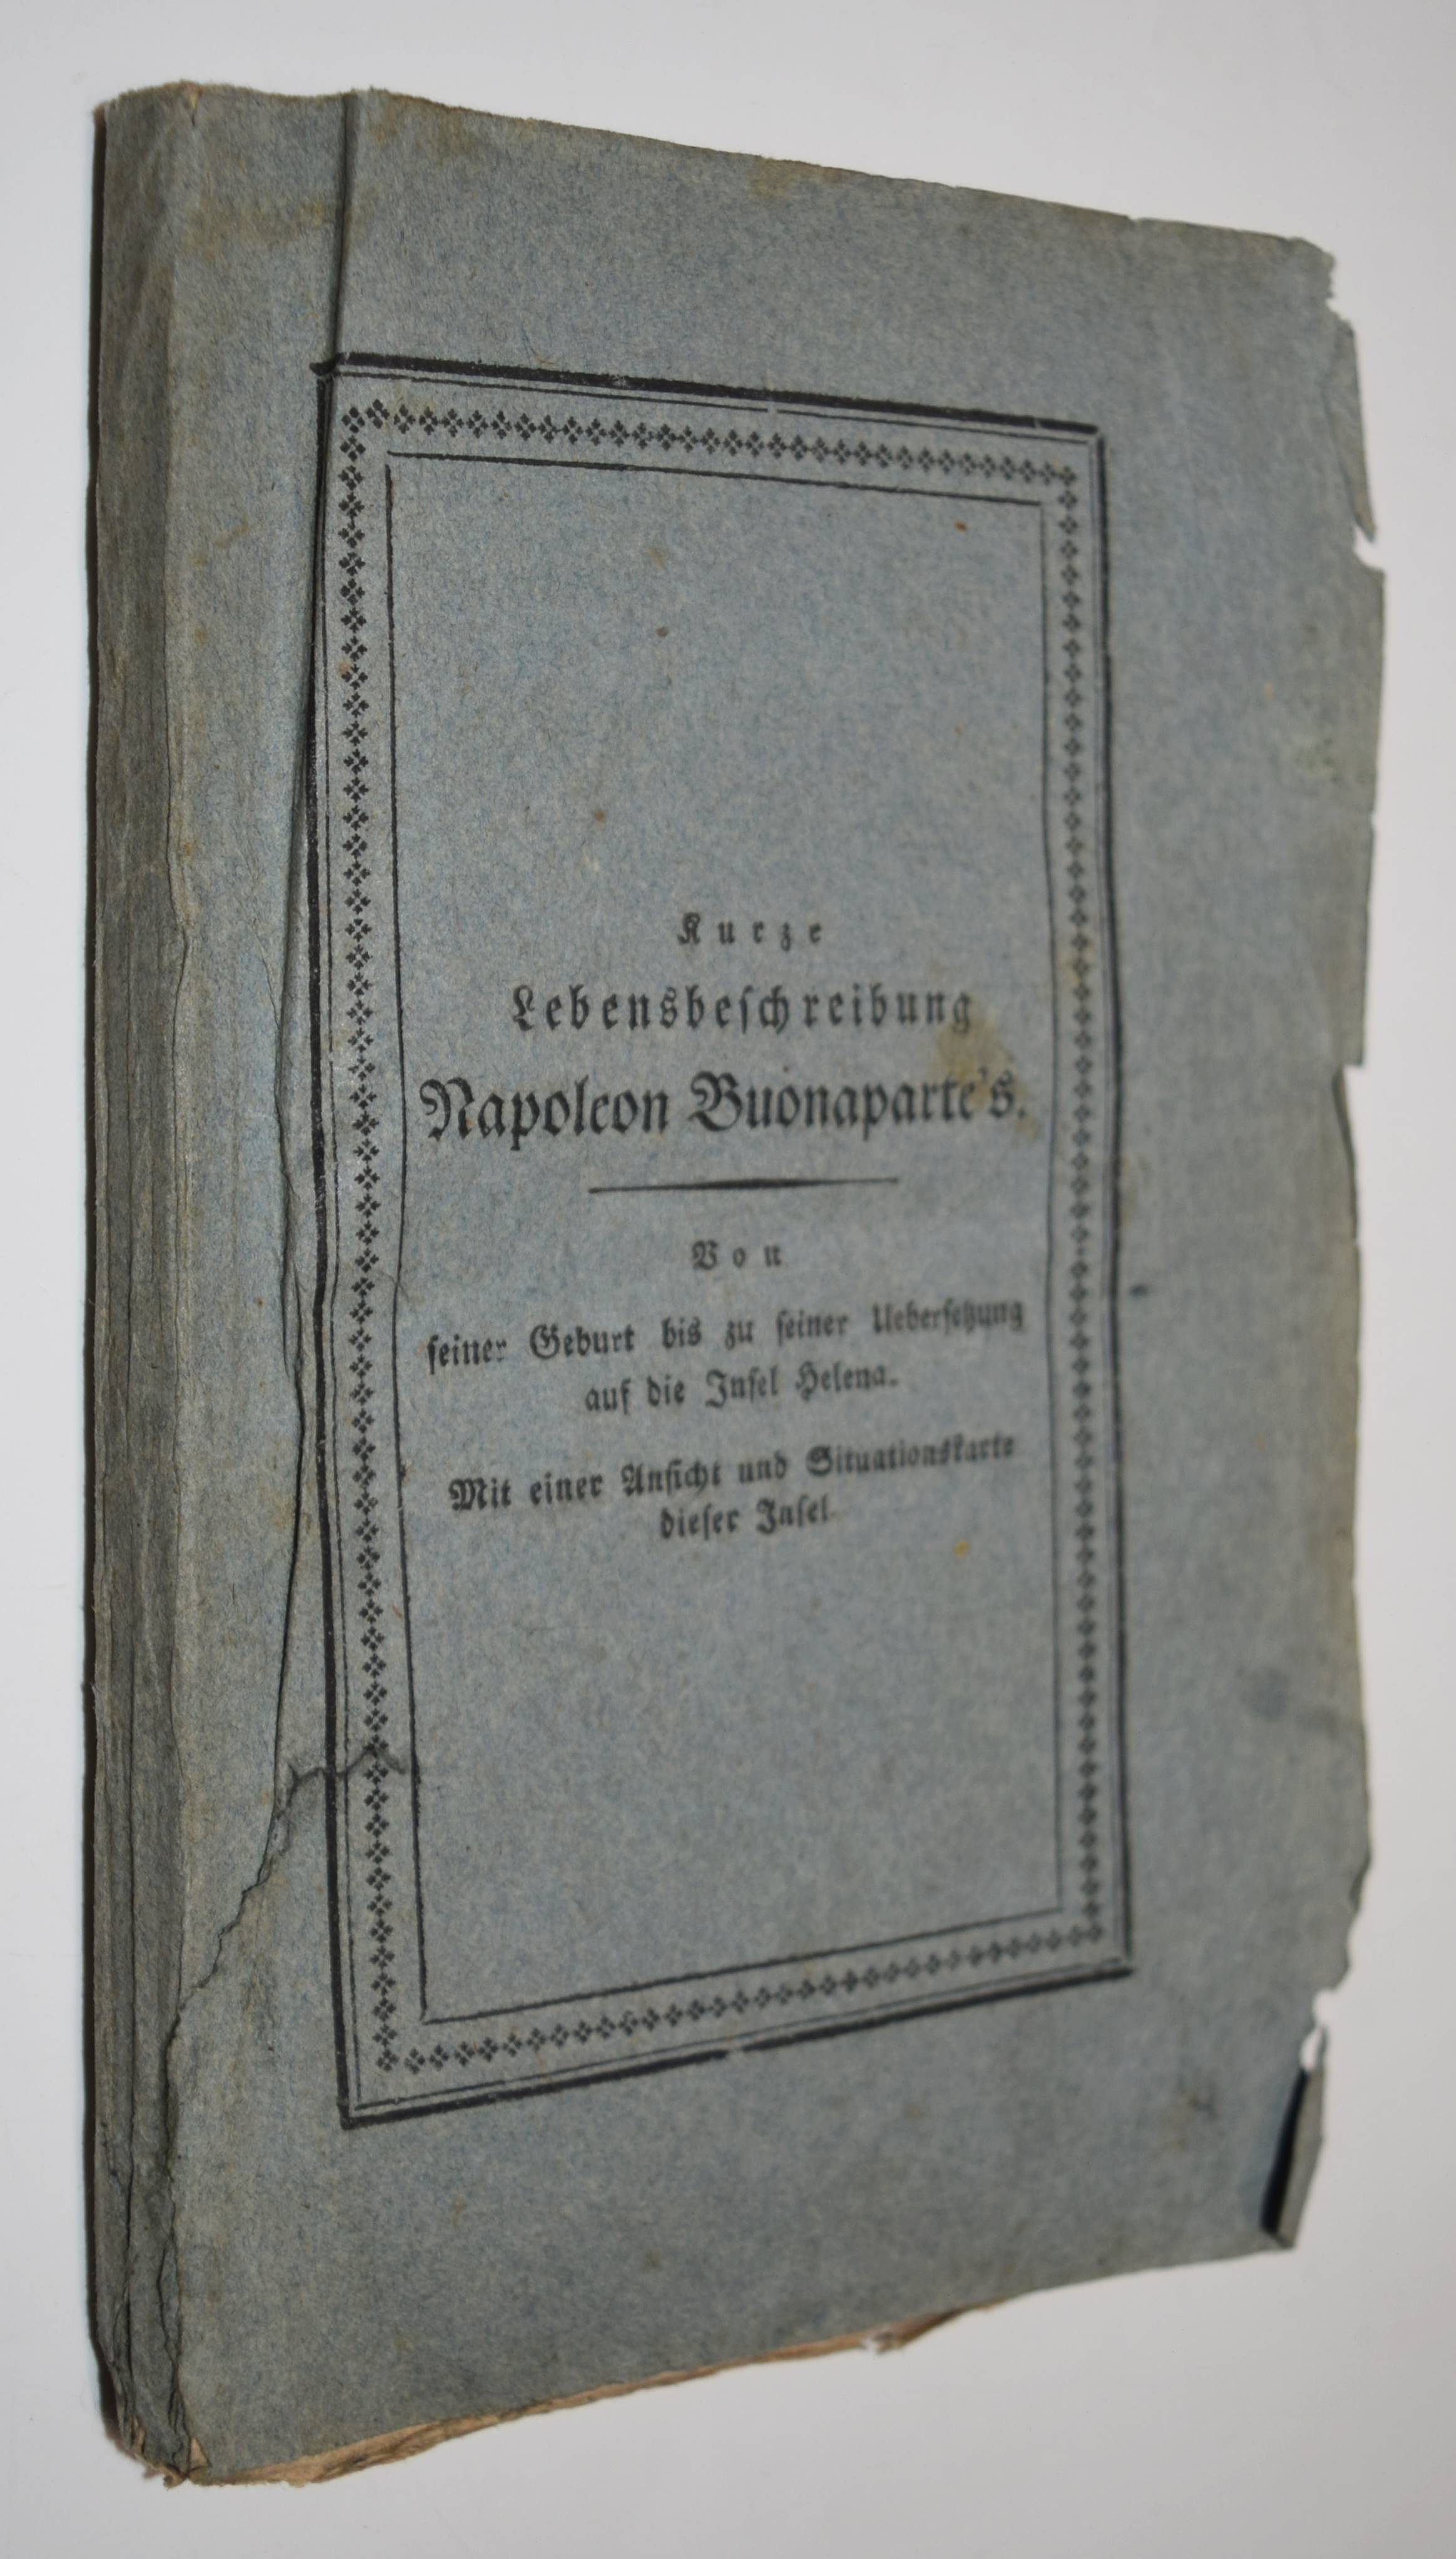 Kurze
Lebensbeſchreibung
Napoleon Buonaparte's.
Von
ſeiner Geburt bis zu ſeiner Ueberſetzung
auf die Inſel Helena.
Mit einer Anſicht und Situationskarte
dieſer Inſel.